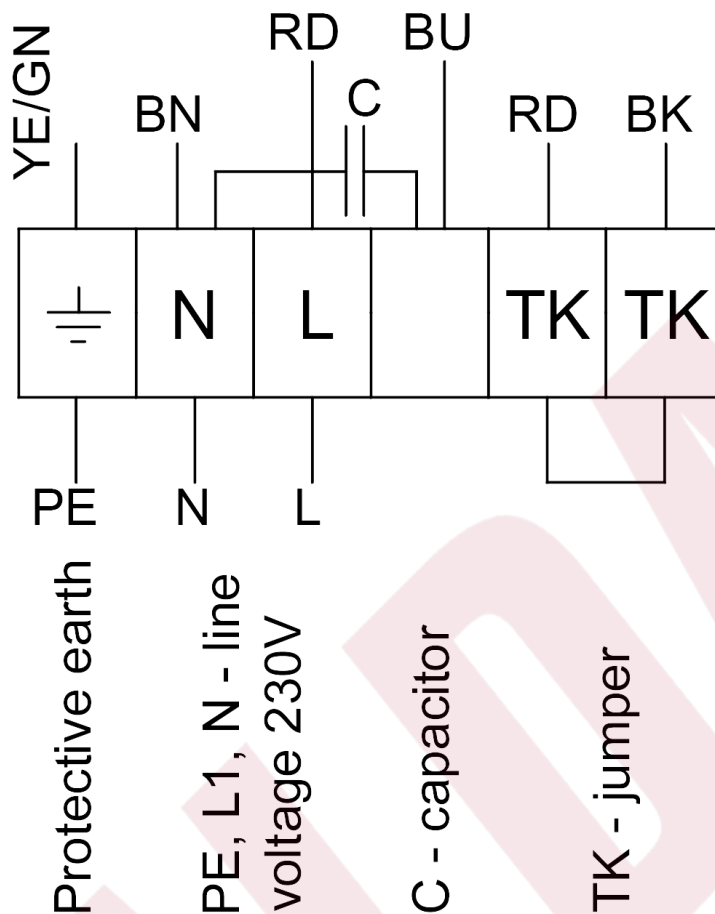 RD BU
YE/GN
BN C RD BK
N L TK TK
PE N L
Protective earth
PE, L1, N - line
voltage 230V
C - capacitor
TK - jumper